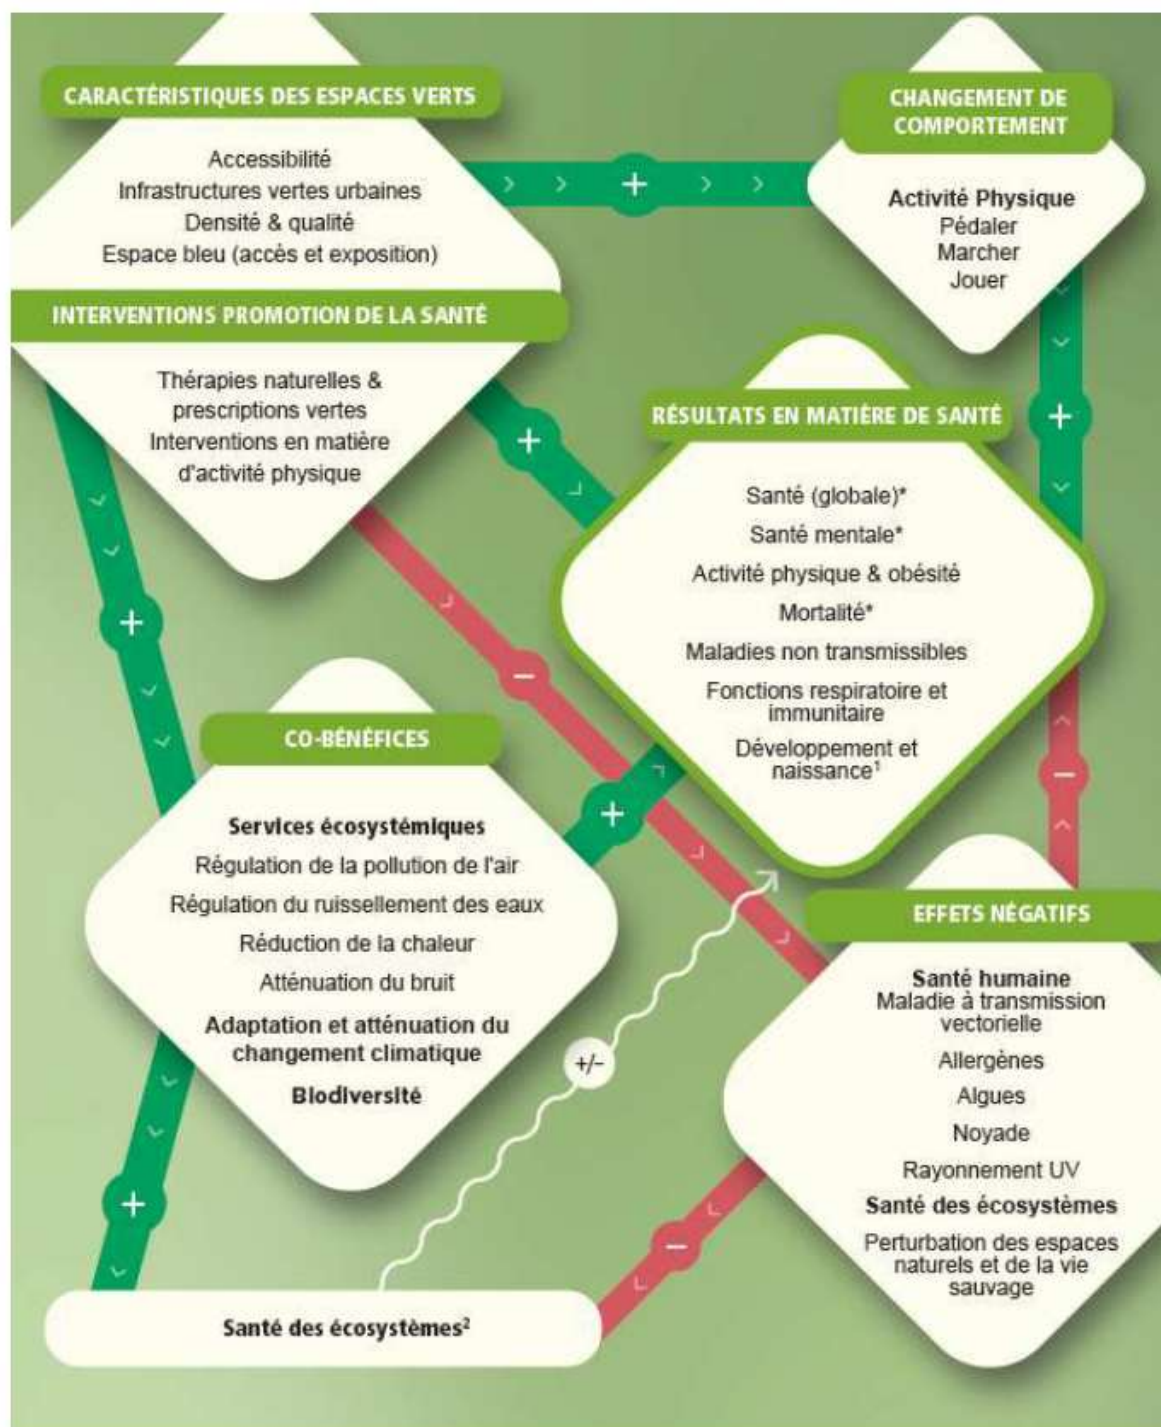 CARACTÉRISTIQUES DES ESPACES VERTS
Accessibilité
Infrastructures vertes urbaines
Densité & qualité
Espace bleu (accès et exposition)
INTERVENTIONS PROMOTION DE LA SANTÉ
Thérapies naturelles &
prescriptions vertes
Interventions en matière
d'activité physique
+
CHANGEMENT DE
COMPORTEMENT
Activité Physique
Pédaler
Marcher
Jouer
+
+
RÉSULTATS EN MATIÈRE DE SANTÉ
Santé (globale)*
Santé mentale*
Activité physique & obésité
Mortalité*
Maladies non transmissibles
Fonctions respiratoire et
immunitaire
Développement et
naissance¹
+
−
CO-BÉNÉFICES
Services écosystémiques
Régulation de la pollution de l'air
Régulation du ruissellement des eaux
Réduction de la chaleur
Atténuation du bruit
Adaptation et atténuation du
changement climatique
Biodiversité
+
−
EFFETS NÉGATIFS
Santé humaine
Maladie à transmission
vectorielle
Allergènes
Algues
Noyade
Rayonnement UV
Santé des écosystèmes
Perturbation des espaces
naturels et de la vie
sauvage
+/−
+
−
Santé des écosystèmes²